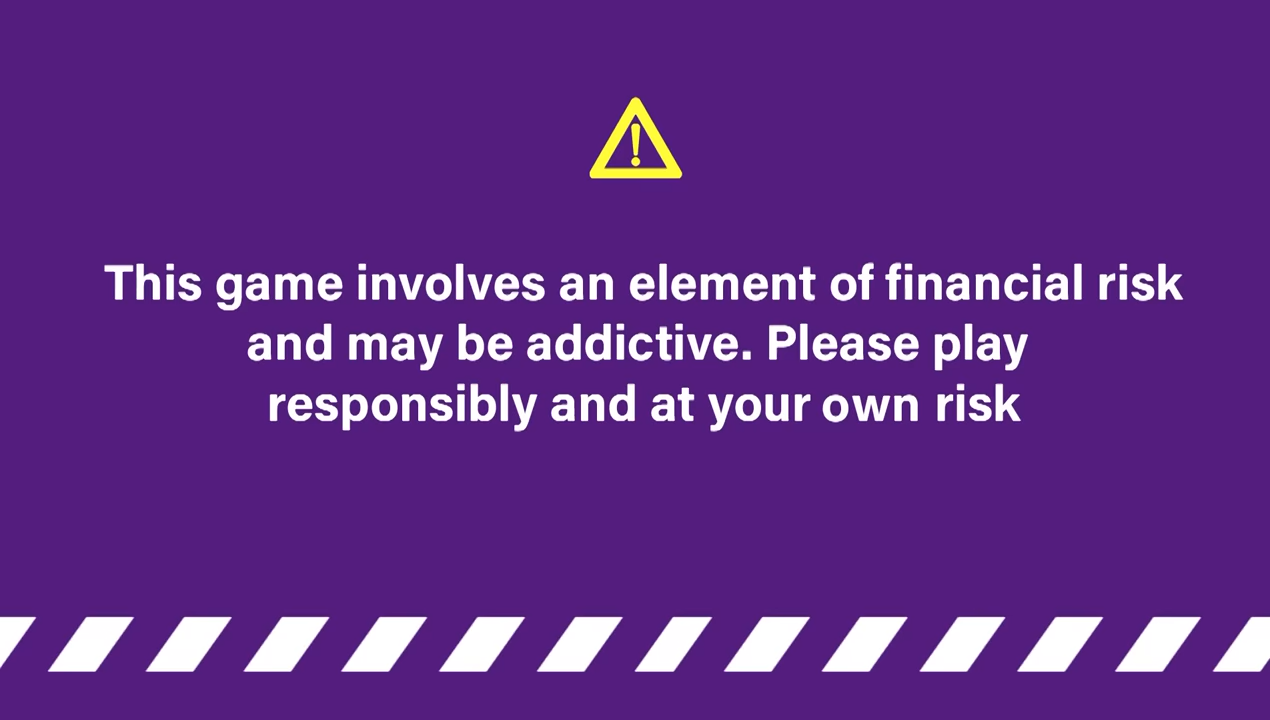 This game involves an element of financial risk
and may be addictive. Please play
responsibly and at your own risk